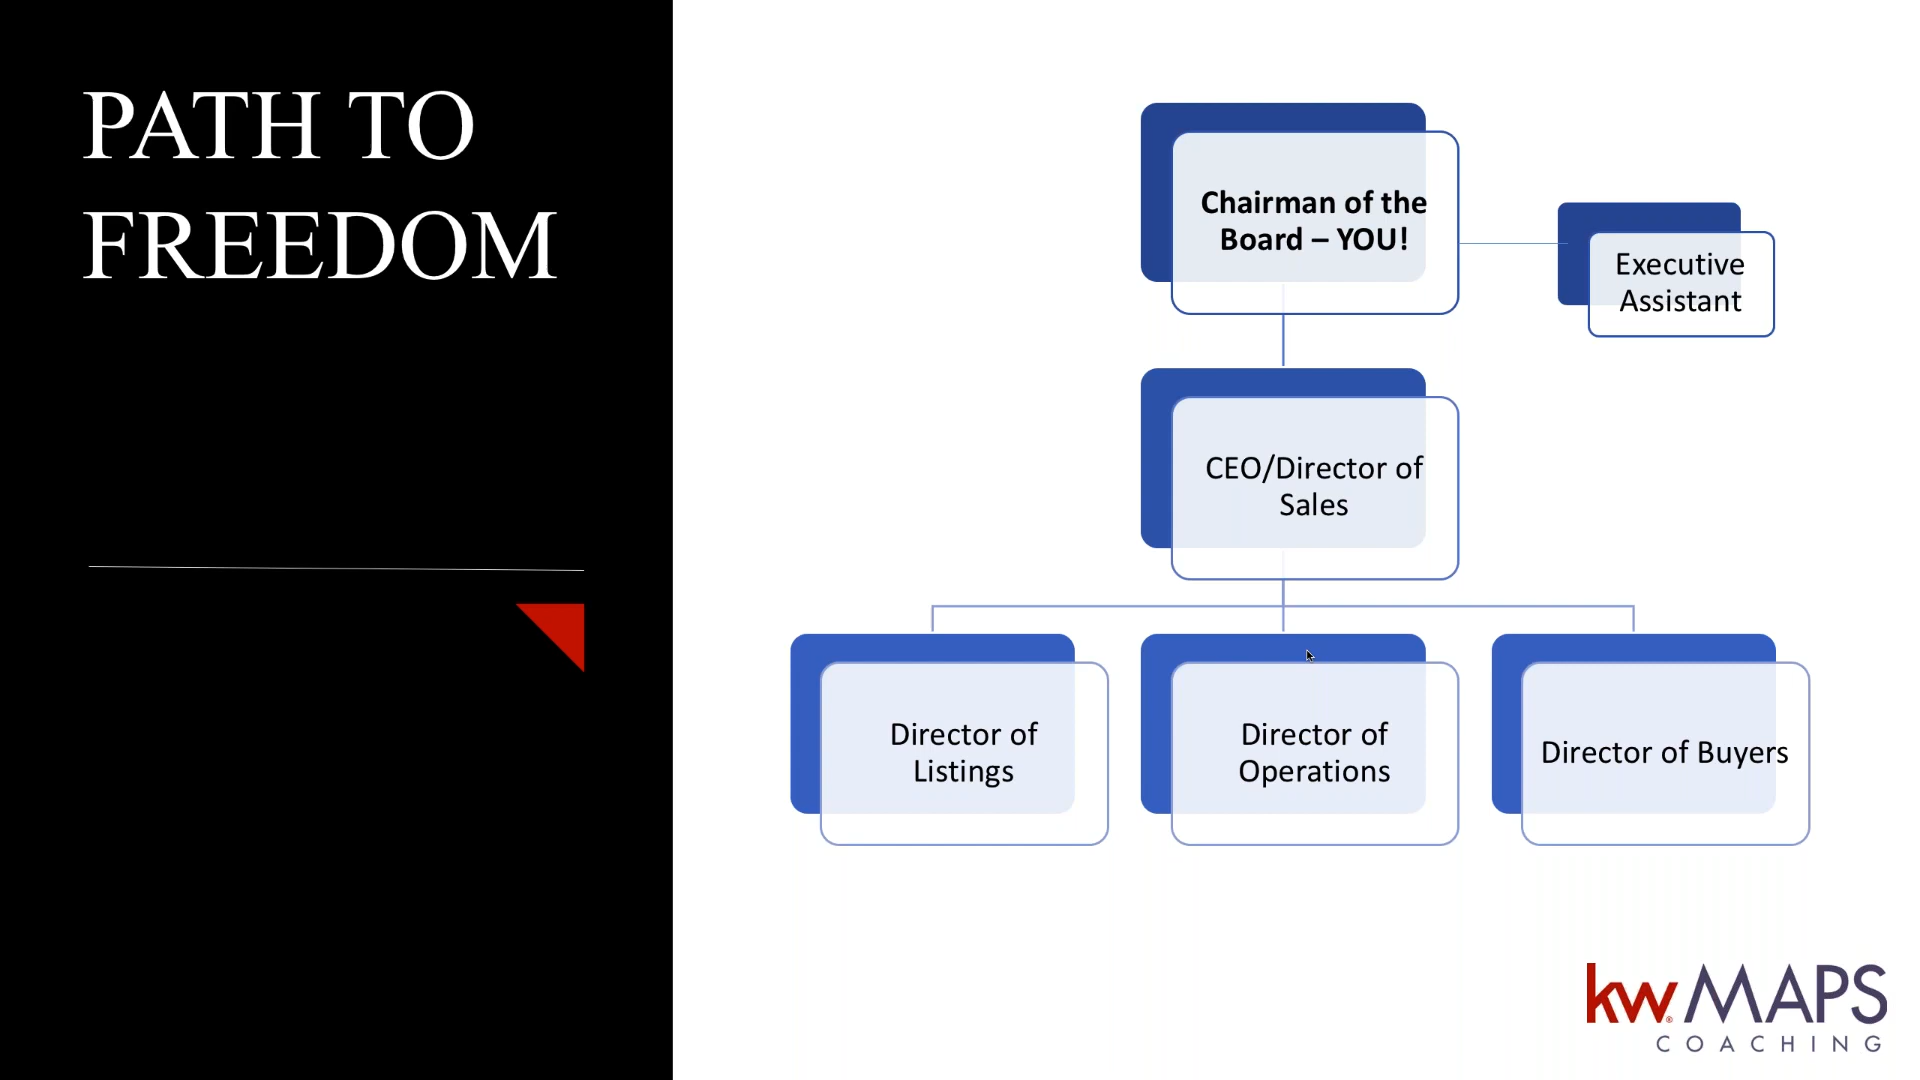 PATH TO
FREEDOM
Chairman of the
Board – YOU!
Executive
Assistant
CEO/Director of
Sales
Director of
Listings
Director of
Operations
Director of Buyers
kw® MAPS
COACHING